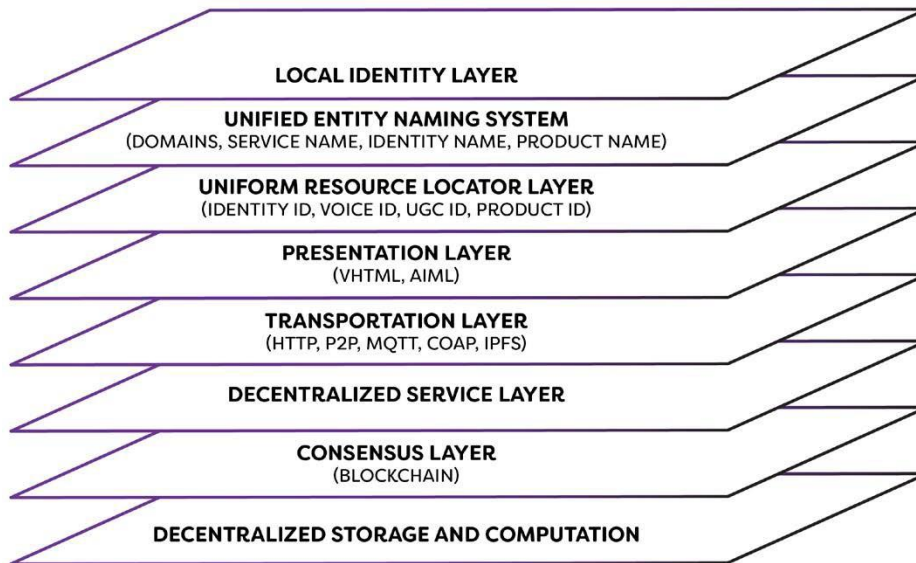 LOCAL IDENTITY LAYER
UNIFIED ENTITY NAMING SYSTEM
(DOMAINS, SERVICE NAME, IDENTITY NAME, PRODUCT NAME)
UNIFORM RESOURCE LOCATOR LAYER
(IDENTITY ID, VOICE ID, UGC ID, PRODUCT ID)
PRESENTATION LAYER
(VHTML, AIML)
TRANSPORTATION LAYER
(HTTP, P2P, MQTT, COAP, IPFS)
DECENTRALIZED SERVICE LAYER
CONSENSUS LAYER
(BLOCKCHAIN)
DECENTRALIZED STORAGE AND COMPUTATION